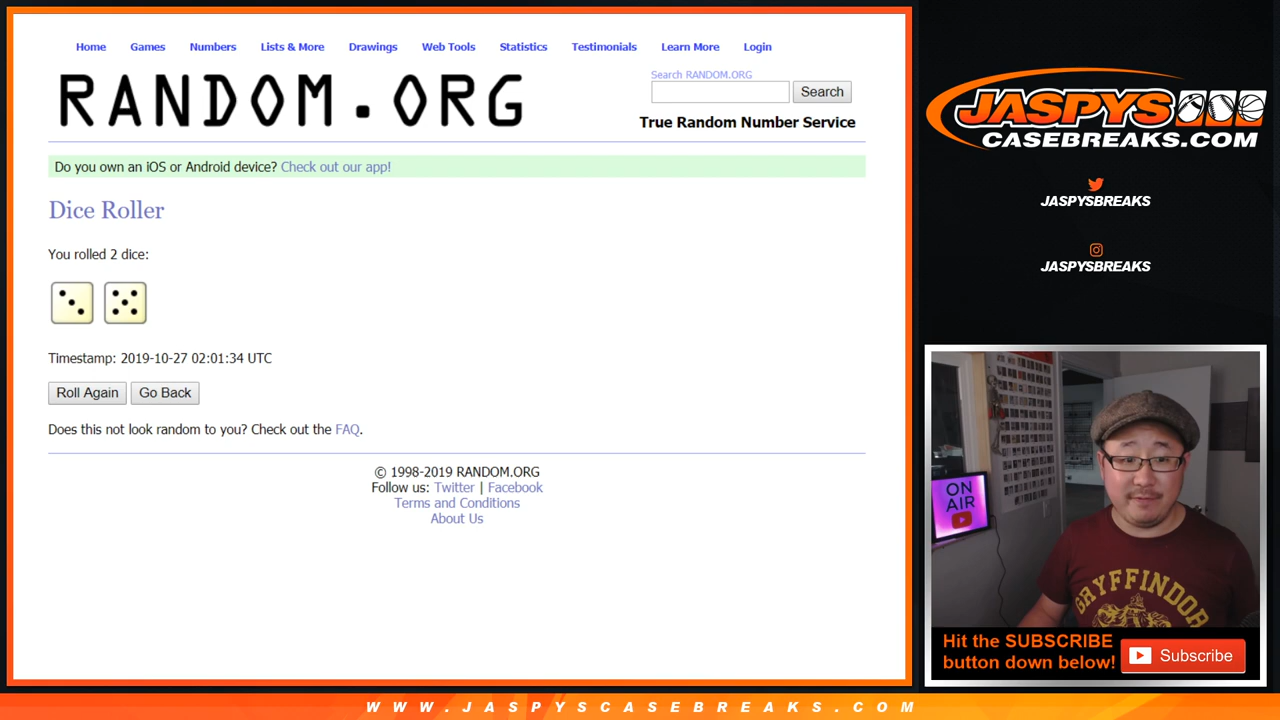 Home Games Numbers Lists & More Drawings Web Tools Statistics Testimonials Learn More Login
RANDOM.ORG
Search RANDOM.ORG
Search
True Random Number Service
Do you own an iOS or Android device? Check out our app!
Dice Roller
You rolled 2 dice:
Timestamp: 2019-10-27 02:01:34 UTC
Roll Again Go Back
Does this not look random to you? Check out the FAQ.
© 1998-2019 RANDOM.ORG
Follow us: Twitter | Facebook
Terms and Conditions
About Us
JASPYS
CASEBREAKS.COM
JASPYSBREAKS
JASPYSBREAKS
ON
AIR
GRYFFINDOR
Hit the SUBSCRIBE
button down below!
Subscribe
WWW.JASPYSCASEBREAKS.COM